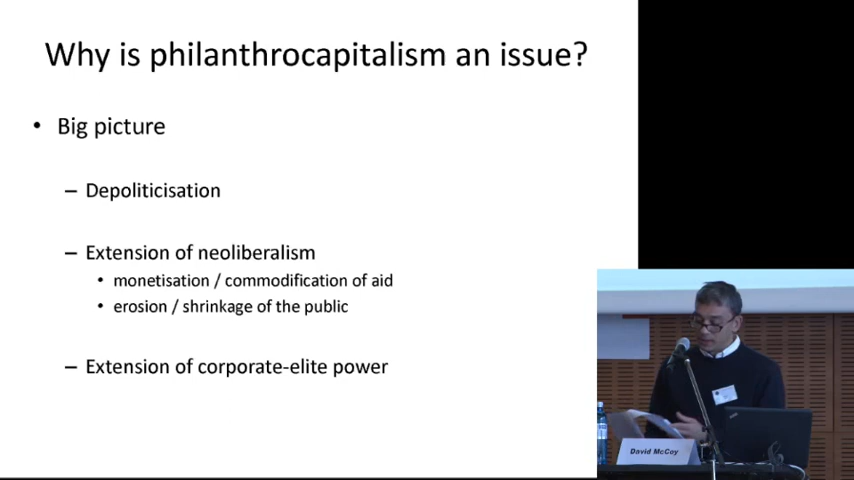 Why is philanthrocapitalism an issue?
• Big picture
– Depoliticisation
– Extension of neoliberalism
• monetisation / commodification of aid
• erosion / shrinkage of the public
– Extension of corporate-elite power
David McCoy